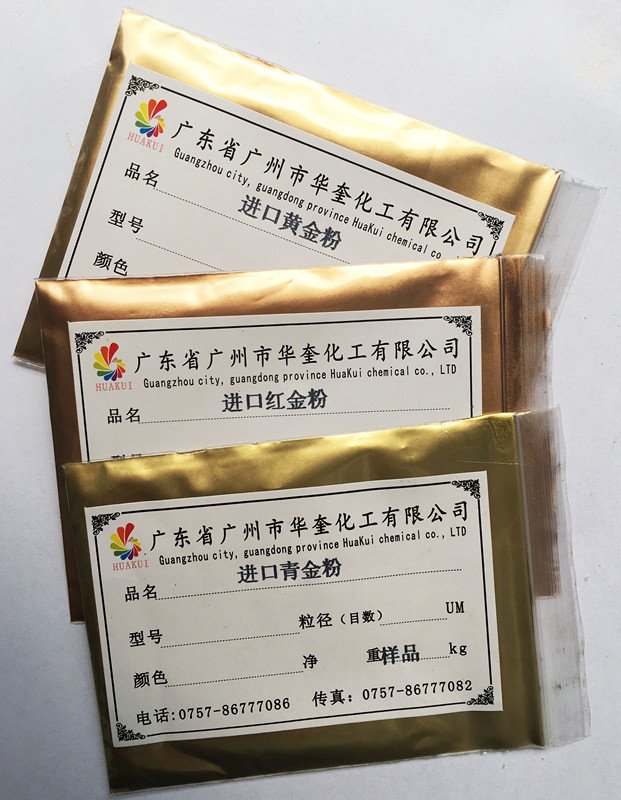 HUAKUI
广东省广州市华奎化工有限公司
Guangzhou city, guangdong province HuaKui chemical co.
品名 进口黄金粉
型号
颜色
HUAKUI
广东省广州市华奎化工有限公司
Guangzhou city, guangdong province HuaKui chemical co., LTD
品名 进口红金粉
HUAKUI
广东省广州市华奎化工有限公司
Guangzhou city, guangdong province HuaKui chemical co., LTD
品名 进口青金粉
型号 粒径(目数) UM
颜色 净 重样品 kg
电话:0757-86777086 传真: 0757-86777082